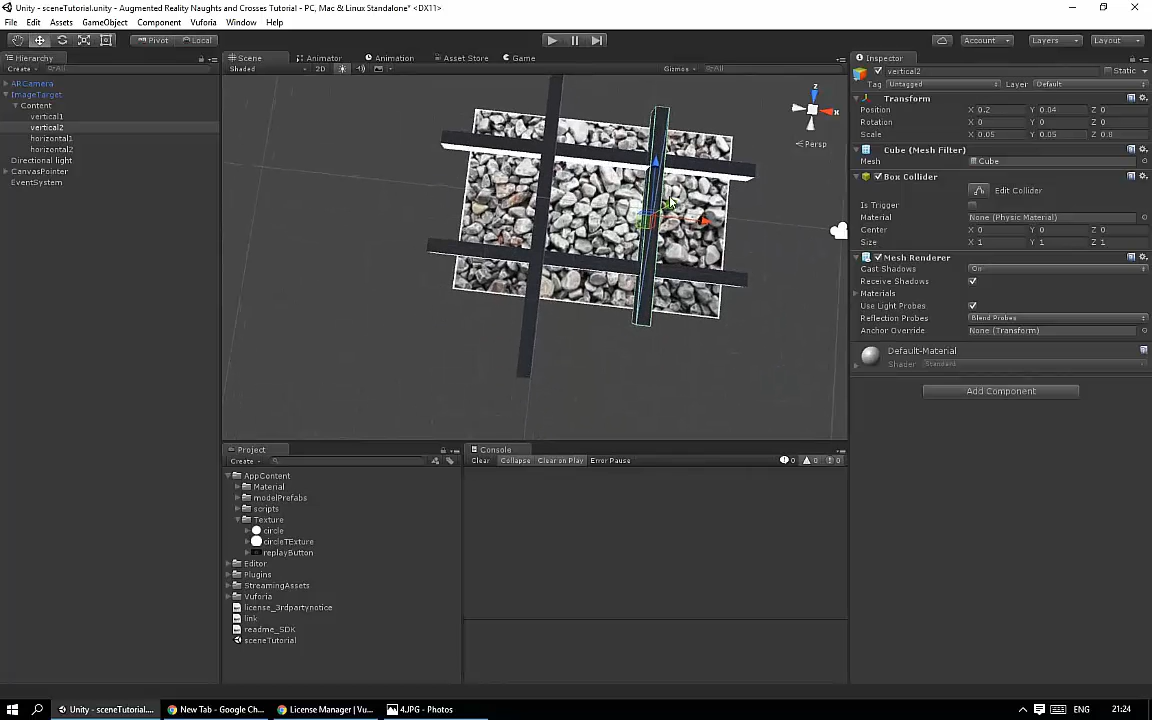 Unity - sceneTutorial.unity - Augmented Reality Naughts and Crosses Tutorial - PC, Mac & Linux Standalone* <DX11>
File Edit Assets GameObject Component Vuforia Window Help
Pivot Local Account Layers Layout
Hierarchy
Create All
ARCamera
ImageTarget
Content
vertical1
vertical2
horizontal1
horizontal2
Directional light
CanvasPointer
EventSystem
Scene Animator Animation Asset Store Game
Shaded 2D Gizmos All
z
x
Persp
Inspector
vertical2 Static
Tag Untagged Layer Default
Transform
Position X 0.2 Y 0.04 Z 0
Rotation X 0 Y 0 Z 0
Scale X 0.05 Y 0.05 Z 0.8
Cube (Mesh Filter)
Mesh Cube
Box Collider
Edit Collider
Is Trigger
Material None (Physic Material)
Center X 0 Y 0 Z 0
Size X 1 Y 1 Z 1
Mesh Renderer
Cast Shadows On
Receive Shadows
Materials
Use Light Probes
Reflection Probes Blend Probes
Anchor Override None (Transform)
Default-Material
Shader Standard
Add Component
Project
Create
AppContent
Material
modelPrefabs
scripts
Texture
circle
circleTExture
replayButton
Editor
Plugins
StreamingAssets
Vuforia
license_3rdpartynotice
link
readme_SDK
sceneTutorial
Console
Clear Collapse Clear on Play Error Pause 0 0 0
Unity - sceneTutorial.... New Tab - Google Ch... License Manager | Vu... 4.JPG - Photos ENG 21:24